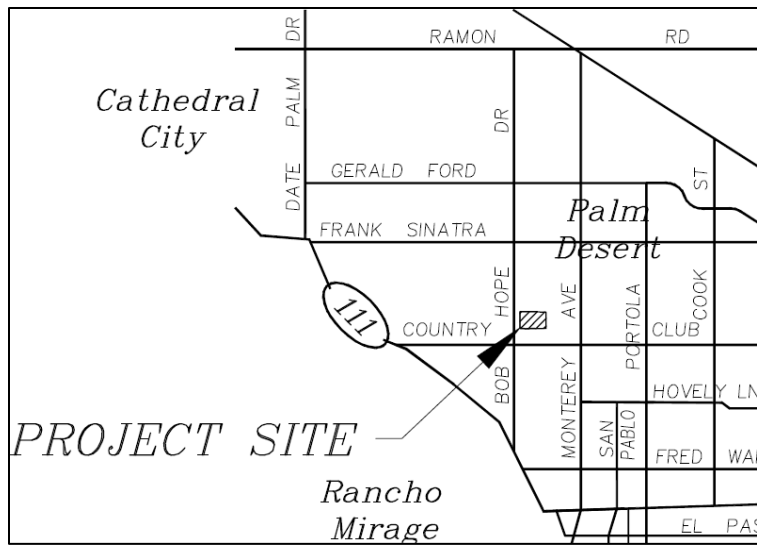 RAMON RD
DATE PALM DR
Cathedral
City
BOB HOPE DR
GERALD FORD
ST
Palm
Desert
FRANK SINATRA
111
MONTEREY AVE
PORTOLA
COOK
COUNTRY CLUB
HOVELY LN
PROJECT SITE
SAN
PABLO
FRED WA
Rancho
Mirage
EL PAS